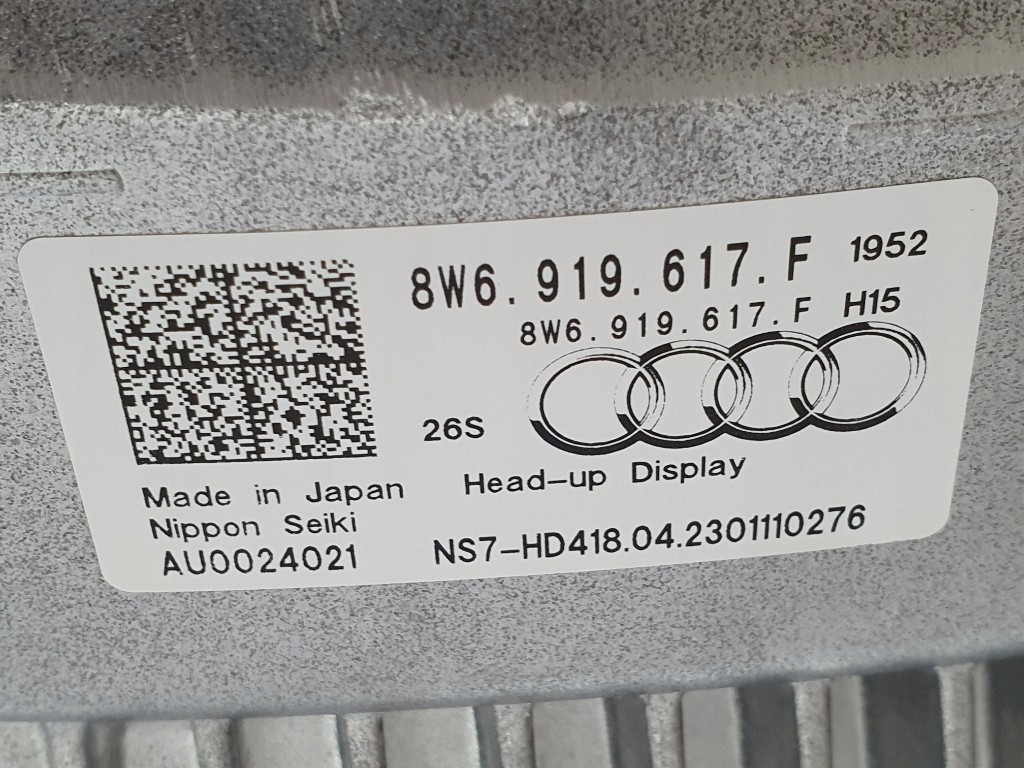 8W6.919.617.F 1952
8W6.919.617.F H15
26S
Head-up Display
Made in Japan
Nippon Seiki
AU0024021
NS7-HD418.04.2301110276